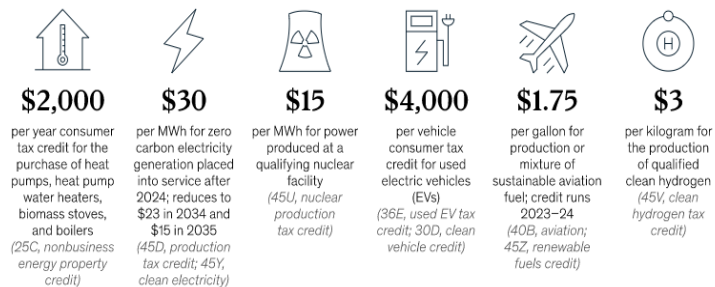 $2,000
per year consumer
tax credit for the
purchase of heat
pumps, heat pump
water heaters,
biomass stoves,
and boilers
(25C, nonbusiness
energy property
credit)
$30
per MWh for zero
carbon electricity
generation placed
into service after
2024; reduces to
$23 in 2034 and
$15 in 2035
(45D, production
tax credit; 45Y,
clean electricity)
$15
per MWh for power
produced at a
qualifying nuclear
facility
(45U, nuclear
production
tax credit)
$4,000
per vehicle
consumer tax
credit for used
electric vehicles
(EVs)
(36E, used EV tax
credit; 30D, clean
vehicle credit)
$1.75
per gallon for
production or
mixture of
sustainable aviation
fuel; credit runs
2023–24
(40B, aviation;
45Z, renewable
fuels credit)
H
$3
per kilogram for
the production
of qualified
clean hydrogen
(45V, clean
hydrogen tax
credit)